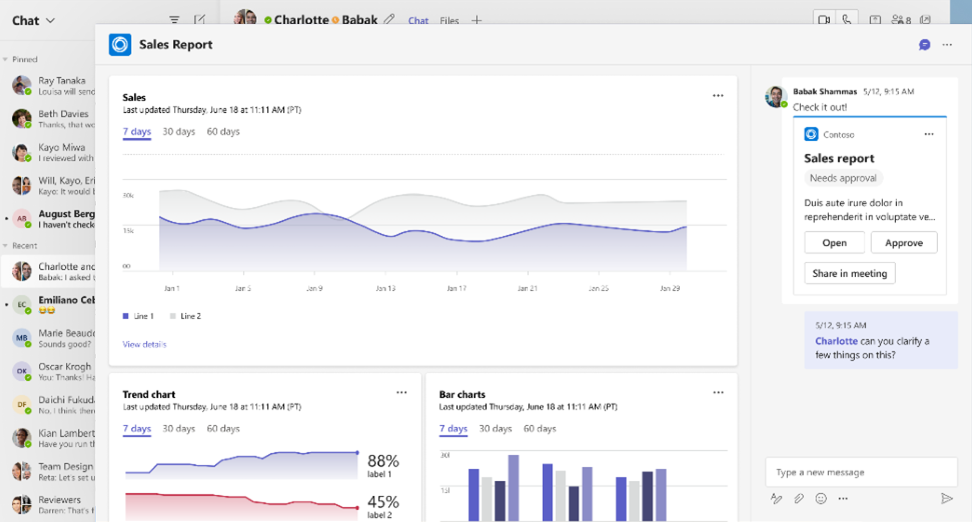 Chat
Charlotte Babak
Chat
Files
8
Pinned
Ray Tanaka
Louisa will send
Beth Davies
Thanks, that wo
Kayo Miwa
I reviewed with
Will, Kayo, Eri
Kayo: It would b
AB
August Berg
I haven't check
Recent
Charlotte and
Babak: I asked t
EC
Emiliano Ceb
MB
Marie Beaud
Sounds good?
OK
Oscar Krogh
You: Thanks! Ha
DF
Daichi Fukud
No, I think ther
Kian Lambert
Have you run th
Team Design
Reta: Let's set u
Reviewers
Darren: That's f
Sales Report
Sales
Last updated Thursday, June 18 at 11:11 AM (PT)
7 days 30 days 60 days
30k
15k
00
Jan 1 Jan 5 Jan 9 Jan 13 Jan 17 Jan 21 Jan 25 Jan 29
Line 1 Line 2
View details
Trend chart
Last updated Thursday, June 18 at 11:11 AM (PT)
7 days 30 days 60 days
88%
label 1
45%
label 2
Bar charts
Last updated Thursday, June 18 at 11:11 AM (PT)
7 days 30 days 60 days
Babak Shammas 5/12, 9:15 AM
Check it out!
Contoso
Sales report
Needs approval
Duis aute irure dolor in
reprehenderit in voluptate ve...
Open Approve
Share in meeting
5/12, 9:15 AM
Charlotte can you clarify a
few things on this?
Type a new message